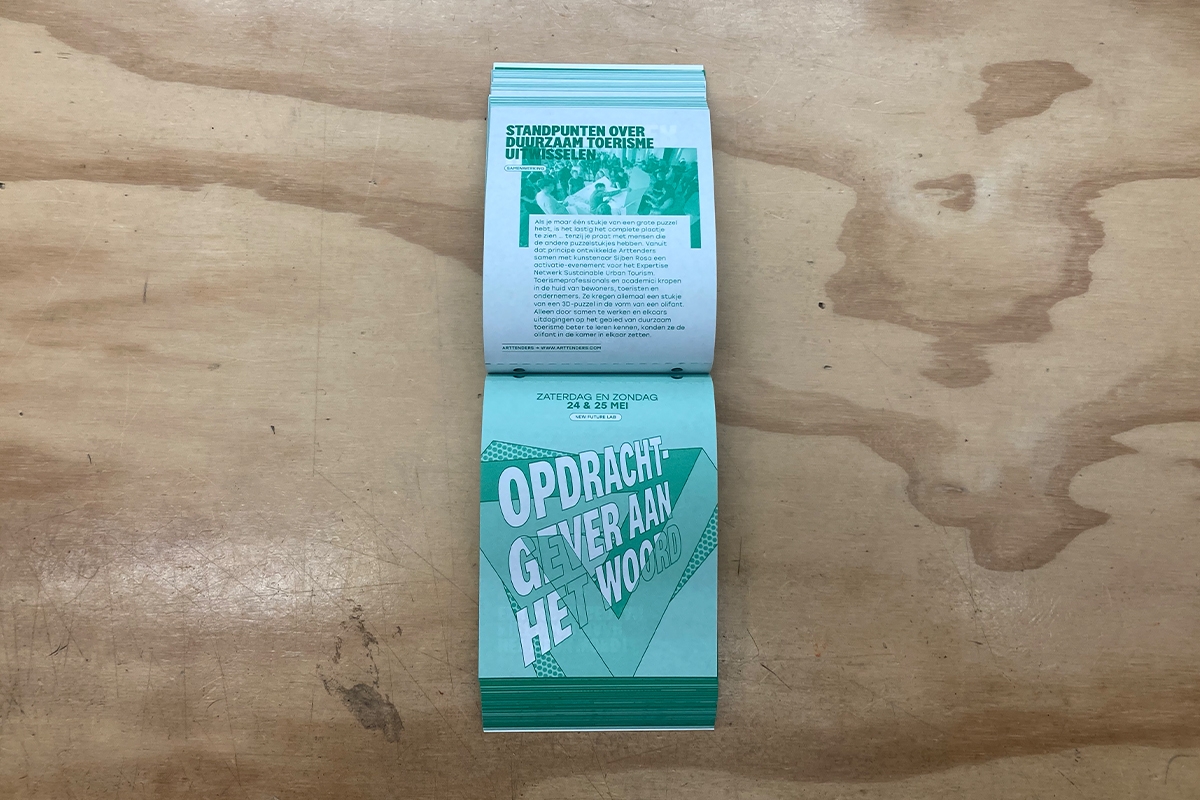 STANDPUNTEN OVER
DUURZAAM TOERISME
UITWISSELEN
SAMENWERKING
Als je maar één stukje van een grote puzzel
hebt, is het lastig het complete plaatje
te zien ... tenzij je praat met mensen die
de andere puzzelstukjes hebben. Vanuit
dat principe ontwikkelde Arttenders
samen met kunstenaar Sijben Rosa een
activatie-evenement voor het Expertise
Netwerk Sustainable Urban Tourism.
Toerismeprofessionals en academici kropen
in de huid van bewoners, toeristen en
ondernemers. Ze kregen allemaal een stukje
van een 3D-puzzel in de vorm van een olifant.
Alleen door samen te werken en elkaars
uitdagingen op het gebied van duurzaam
toerisme beter te leren kennen, konden ze de
olifant in de kamer in elkaar zetten.
ARTTENDERS → WWW.ARTTENDERS.COM
ZATERDAG EN ZONDAG
24 & 25 MEI
NEW FUTURE LAB
OPDRACHT-
GEVER AAN
HET WOORD